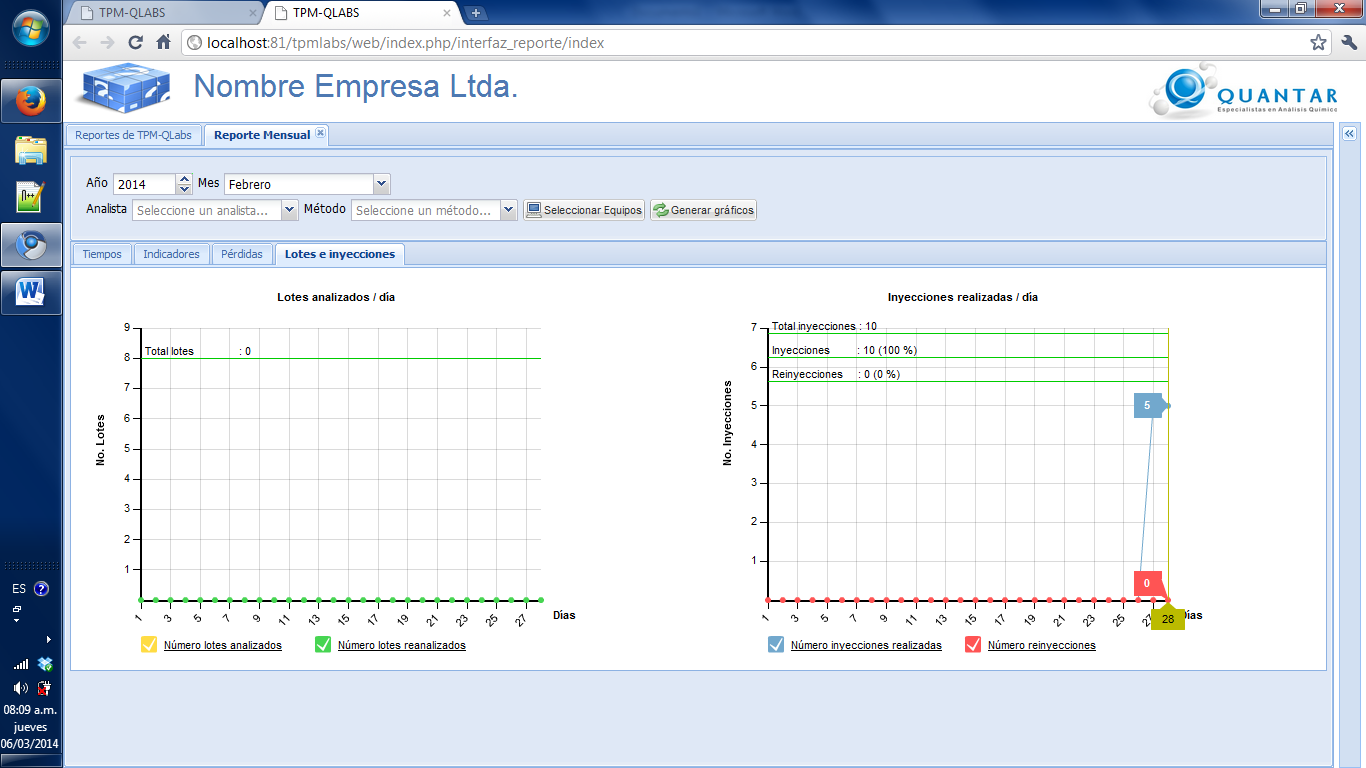 TPM-QLABS
TPM-QLABS
localhost:81/tpmlabs/web/index.php/interfaz_reporte/index
Nombre Empresa Ltda.
QUANTAR
Especialistas en Análisis Químico
Reportes de TPM-QLabs
Reporte Mensual
Año 2014 Mes Febrero
Analista Seleccione un analista... Método Seleccione un método... Seleccionar Equipos Generar gráficos
Tiempos Indicadores Pérdidas Lotes e inyecciones
Lotes analizados / día
No. Lotes
9
8
7
6
5
4
3
2
1
Total lotes : 0
1 3 5 7 9 11 13 15 17 19 21 23 25 27
Días
Número lotes analizados
Número lotes reanalizados
Inyecciones realizadas / día
No. Inyecciones
7
6
5
4
3
2
1
Total inyecciones : 10
Inyecciones : 10 (100 %)
Reinyecciones : 0 (0 %)
5
0
1 3 5 7 9 11 13 15 17 19 21 23 25 27
28
Días
Número inyecciones realizadas
Número reinyecciones
ES
08:09 a.m.
jueves
06/03/2014